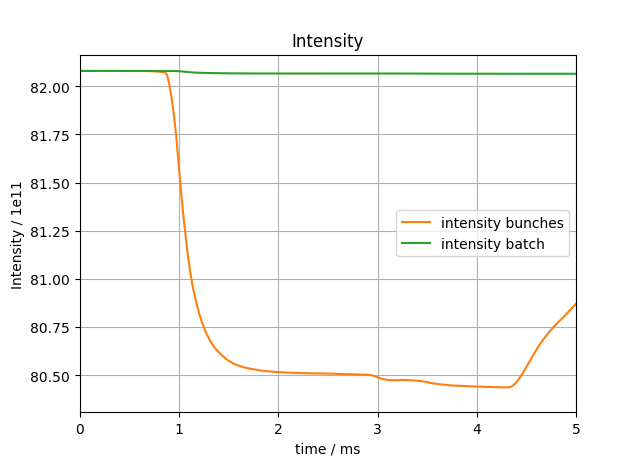 Intensity
Intensity / 1e11
82.00
81.75
81.50
81.25
81.00
80.75
80.50
intensity bunches
intensity batch
0 1 2 3 4 5
time / ms